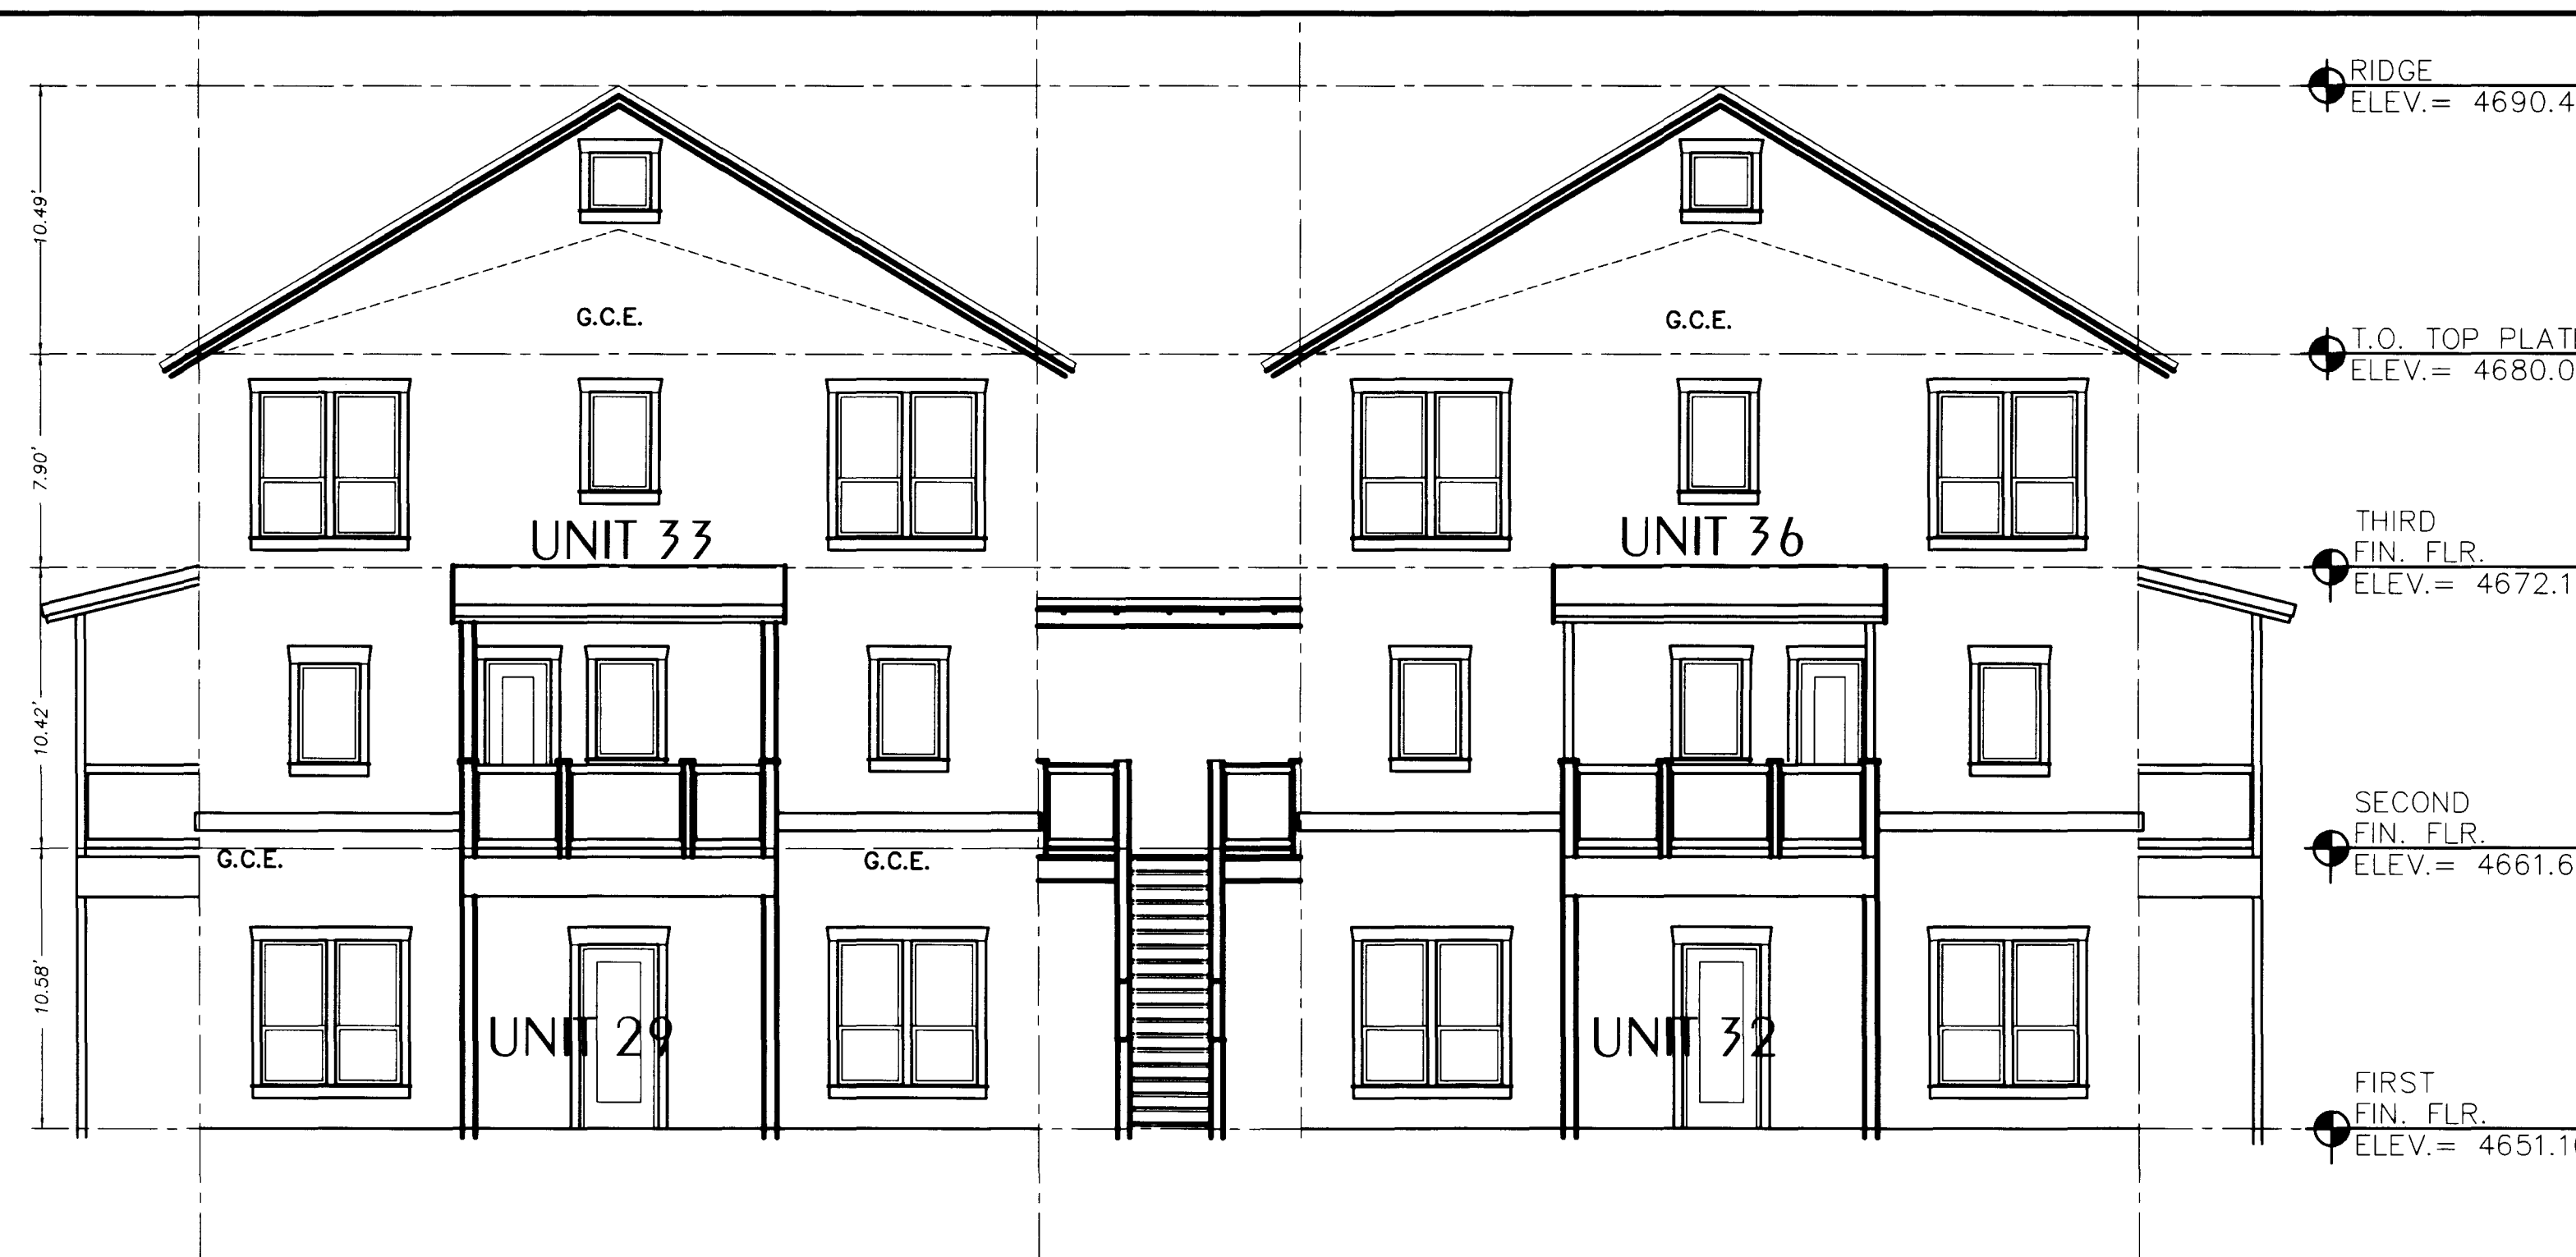 RIDGE
ELEV.= 4690.4
10.49'
G.C.E.
G.C.E.
T.O. TOP PLATE
ELEV.= 4680.0
7.90'
UNIT 33
UNIT 36
THIRD
FIN. FLR.
ELEV.= 4672.1
10.42'
SECOND
FIN. FLR.
ELEV.= 4661.6
G.C.E.
G.C.E.
10.58'
UNIT 29
UNIT 32
FIRST
FIN. FLR.
ELEV.= 4651.1